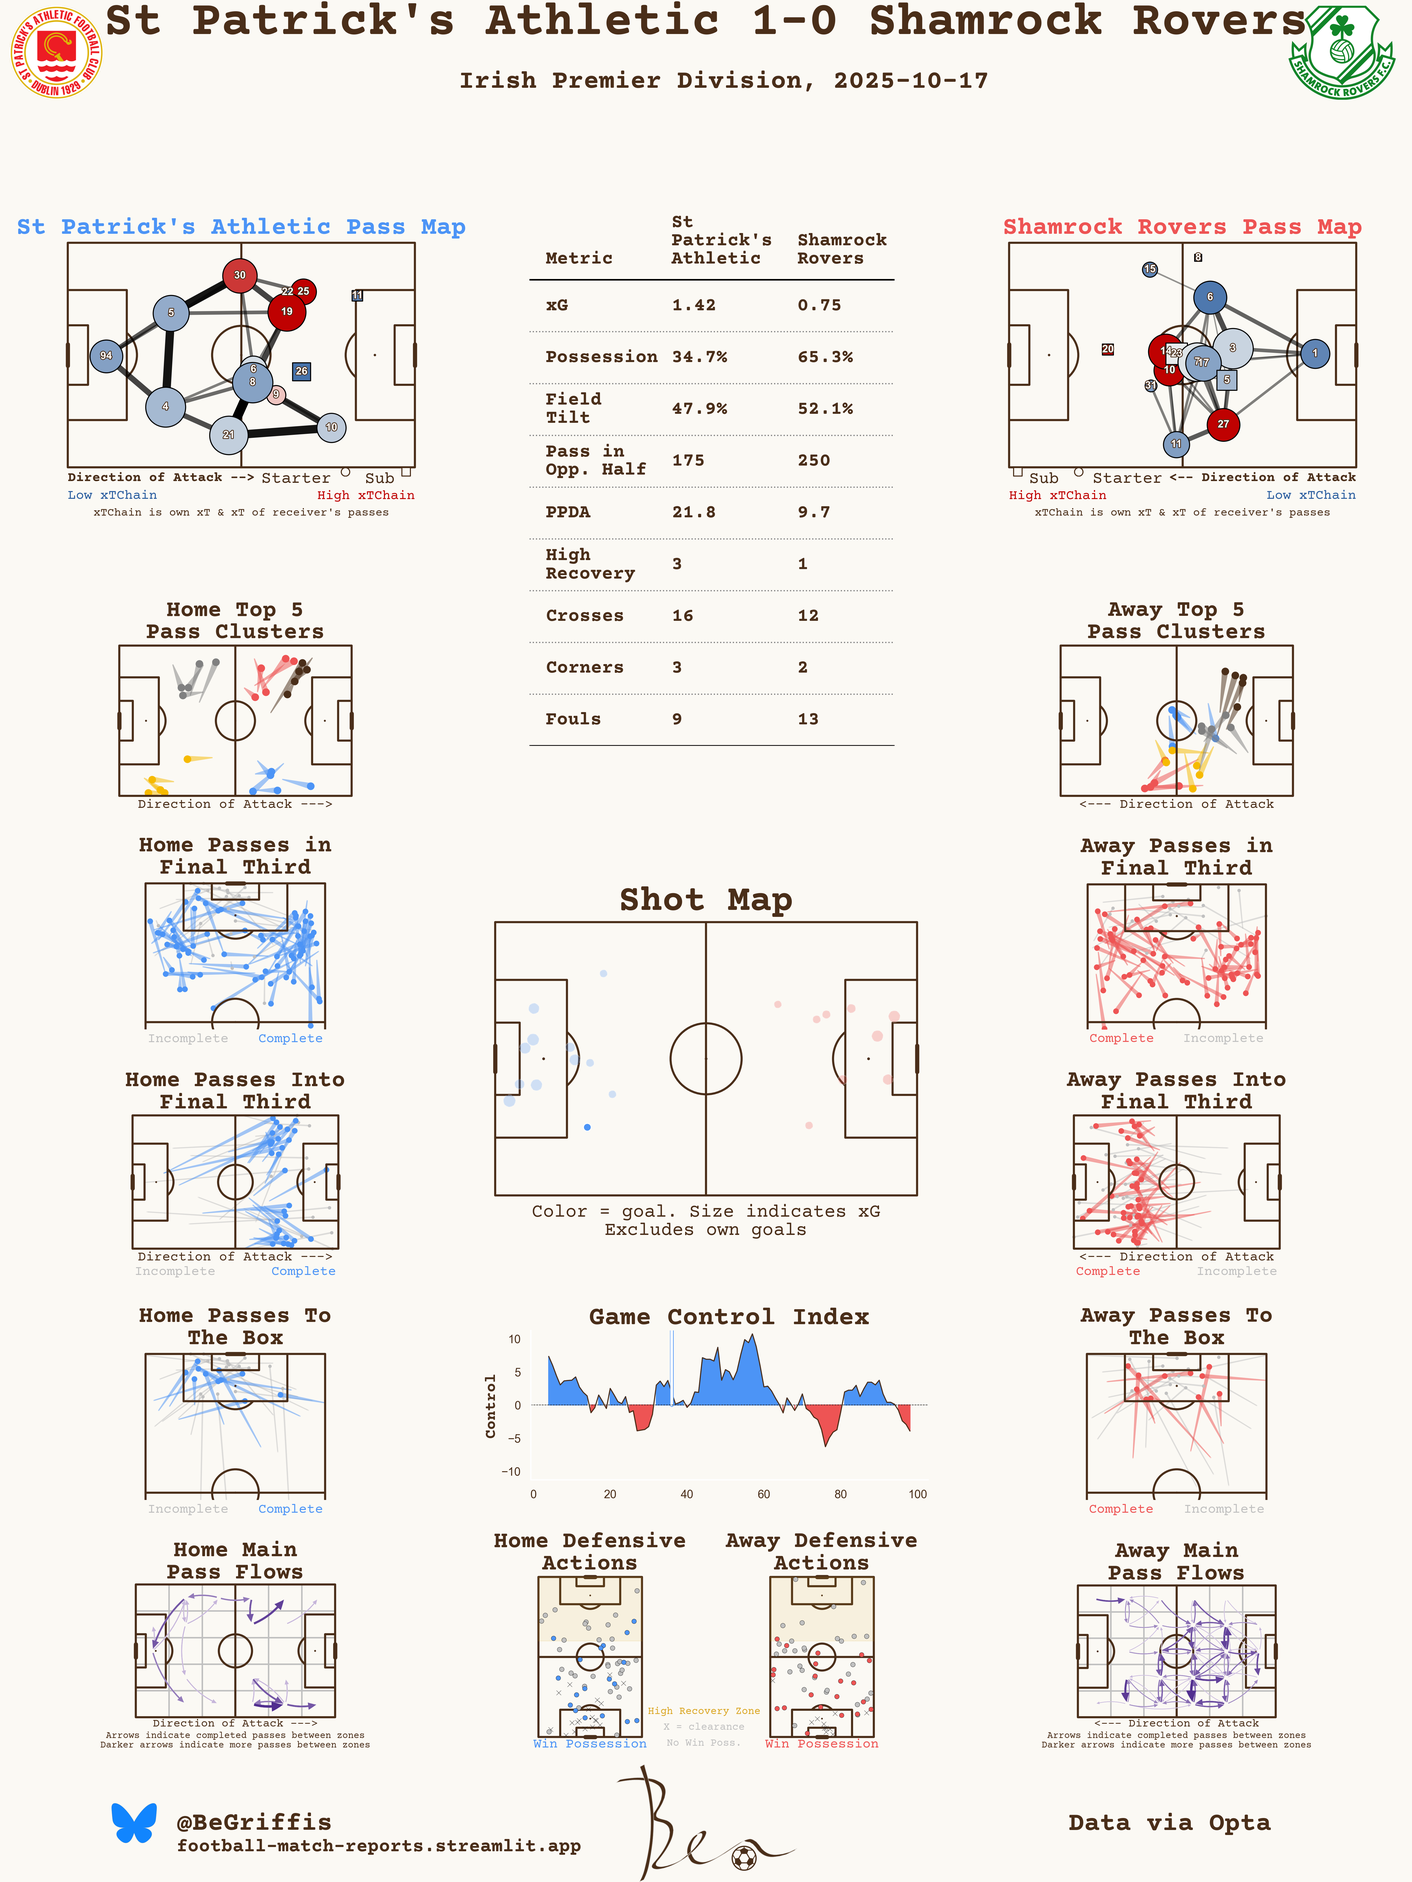 St Patrick's Athletic 1-0 Shamrock Rovers
Irish Premier Division, 2025-10-17
ST PATRICK'S ATHLETIC FOOTBALL CLUB
DUBLIN 1929
SHAMROCK ROVERS F.C.
St Patrick's Athletic Pass Map
30
22 25
11
5
19
94
6
26
8
9
4
21
10
Direction of Attack --> Starter Sub
Low xTChain High xTChain
xTChain is own xT & xT of receiver's passes
Metric St Patrick's Athletic Shamrock Rovers
xG 1.42 0.75
Possession 34.7% 65.3%
Field Tilt 47.9% 52.1%
Pass in Opp. Half 175 250
PPDA 21.8 9.7
High Recovery 3 1
Crosses 16 12
Corners 3 2
Fouls 9 13
Shamrock Rovers Pass Map
8
15
6
20
23
3
1
7
17
10
5
31
27
11
Sub Starter <-- Direction of Attack
High xTChain Low xTChain
xTChain is own xT & xT of receiver's passes
Home Top 5
Pass Clusters
Direction of Attack --->
Away Top 5
Pass Clusters
<--- Direction of Attack
Home Passes in
Final Third
Incomplete Complete
Away Passes in
Final Third
Complete Incomplete
Shot Map
Color = goal. Size indicates xG
Excludes own goals
Home Passes Into
Final Third
Direction of Attack --->
Incomplete Complete
Away Passes Into
Final Third
<--- Direction of Attack
Complete Incomplete
Home Passes To
The Box
Incomplete Complete
Game Control Index
Control
10
5
0
−5
−10
0 20 40 60 80 100
Away Passes To
The Box
Complete Incomplete
Home Main
Pass Flows
Direction of Attack --->
Arrows indicate completed passes between zones
Darker arrows indicate more passes between zones
Home Defensive
Actions
Win Possession
Away Defensive
Actions
Win Possession
High Recovery Zone
X = clearance
No Win Poss.
Away Main
Pass Flows
<--- Direction of Attack
Arrows indicate completed passes between zones
Darker arrows indicate more passes between zones
@BeGriffis
football-match-reports.streamlit.app
Ben
Data via Opta